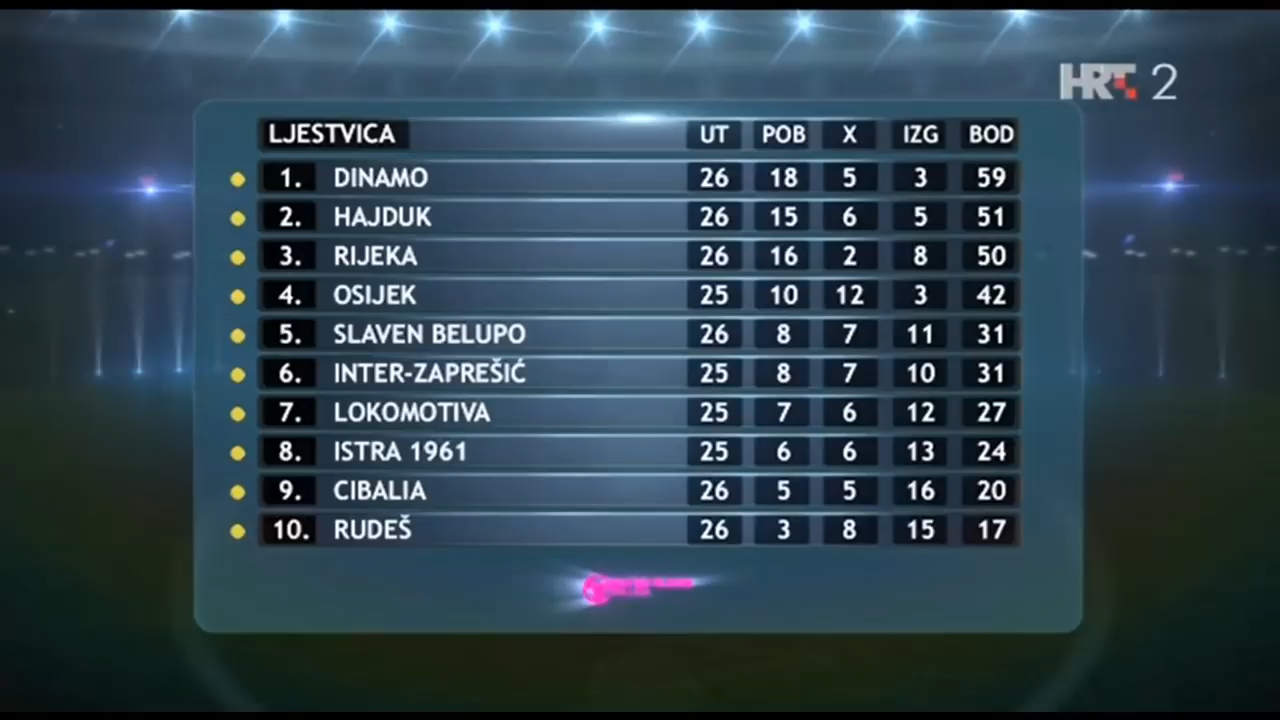 HRT 2
LJESTVICA UT POB X IZG BOD
1. DINAMO 26 18 5 3 59
2. HAJDUK 26 15 6 5 51
3. RIJEKA 26 16 2 8 50
4. OSIJEK 25 10 12 3 42
5. SLAVEN BELUPO 26 8 7 11 31
6. INTER-ZAPREŠIĆ 25 8 7 10 31
7. LOKOMOTIVA 25 7 6 12 27
8. ISTRA 1961 25 6 6 13 24
9. CIBALIA 26 5 5 16 20
10. RUDEŠ 26 3 8 15 17